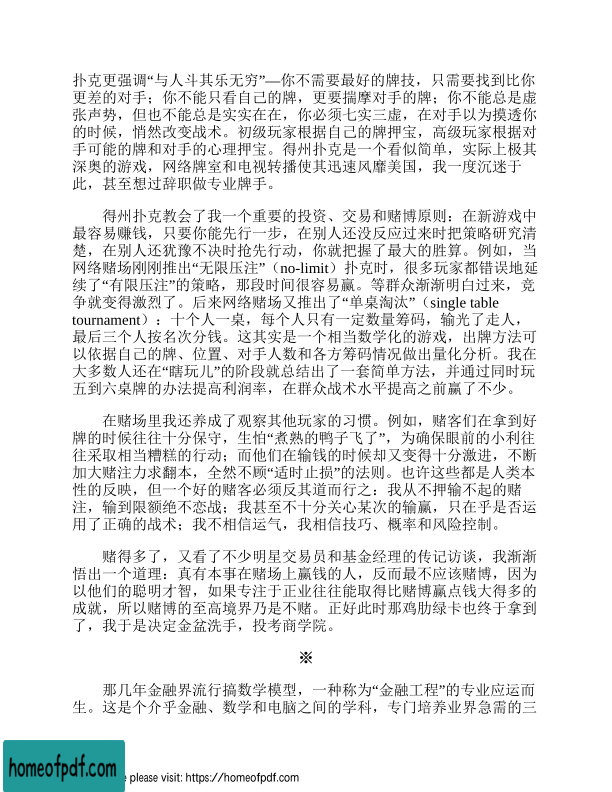 扑克更强调“与人斗其乐无穷”—你不需要最好的牌技，只需要找到比你
更差的对手；你不能只看自己的牌，更要揣摩对手的牌；你不能总是虚
张声势，但也不能总是实实在在，你必须七实三虚，在对手以为摸透你
的时候，悄然改变战术。初级玩家根据自己的牌押宝，高级玩家根据对
手可能的牌和对手的心理押宝。得州扑克是一个看似简单，实际上极其
深奥的游戏，网络牌室和电视转播使其迅速风靡美国，我一度沉迷于
此，甚至想过辞职做专业牌手。
得州扑克教会了我一个重要的投资、交易和赌博原则：在新游戏中
最容易赚钱，只要你能先行一步，在别人还没反应过来时把策略研究清
楚，在别人还犹豫不决时抢先行动，你就把握了最大的胜算。例如，当
网络赌场刚刚推出“无限压注”（no-limit）扑克时，很多玩家都错误地延
续了“有限压注”的策略，那段时间很容易赢。等群众渐渐明白过来，竞
争就变得激烈了。后来网络赌场又推出了“单桌淘汰”（single table
tournament）：十个人一桌，每个人只有一定数量筹码，输光了走人，
最后三个人按名次分钱。这其实是一个相当数学化的游戏，出牌方法可
以依据自己的牌、位置、对手人数和各方筹码情况做出量化分析。我在
大多数人还在“瞎玩儿”的阶段就总结出了一套简单方法，并通过同时玩
五到六桌牌的办法提高利润率，在群众战术水平提高之前赢了不少。
在赌场里我还养成了观察其他玩家的习惯。例如，赌客们在拿到好
牌的时候往往十分保守，生怕“煮熟的鸭子飞了”，为确保眼前的小利往
往采取相当糟糕的行动；而他们在输钱的时候却又变得十分激进，不断
加大赌注力求翻本，全然不顾“适时止损”的法则。也许这些都是人类本
性的反映，但一个好的赌客必须反其道而行之：我从不押输不起的赌
注，输到限额绝不恋战；我甚至不十分关心某次的输赢，只在乎是否运
用了正确的战术；我不相信运气，我相信技巧、概率和风险控制。
赌得多了，又看了不少明星交易员和基金经理的传记访谈，我渐渐
悟出一个道理：真有本事在赌场上赢钱的人，反而最不应该赌博，因为
以他们的聪明才智，如果专注于正业往往能取得比赌博赢点钱大得多的
成就，所以赌博的至高境界乃是不赌。正好此时那鸡肋绿卡也终于拿到
了，我于是决定金盆洗手，投考商学院。
※
那几年金融界流行搞数学模型，一种称为“金融工程”的专业应运而
生。这是个介乎金融、数学和电脑之间的学科，专门培养业界急需的三
homeofpdf.com
please visit: https://homeofpdf.com